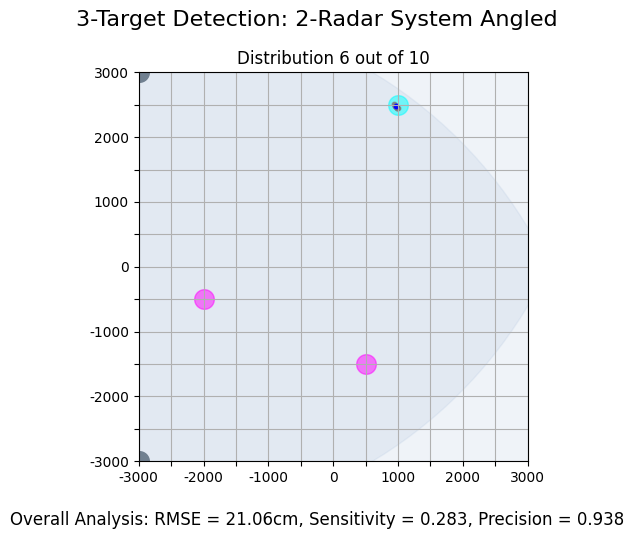 3-Target Detection: 2-Radar System Angled
Distribution 6 out of 10
3000
2000
1000
0
-1000
-2000
-3000
-3000 -2000 -1000 0 1000 2000 3000
Overall Analysis: RMSE = 21.06cm, Sensitivity = 0.283, Precision = 0.938